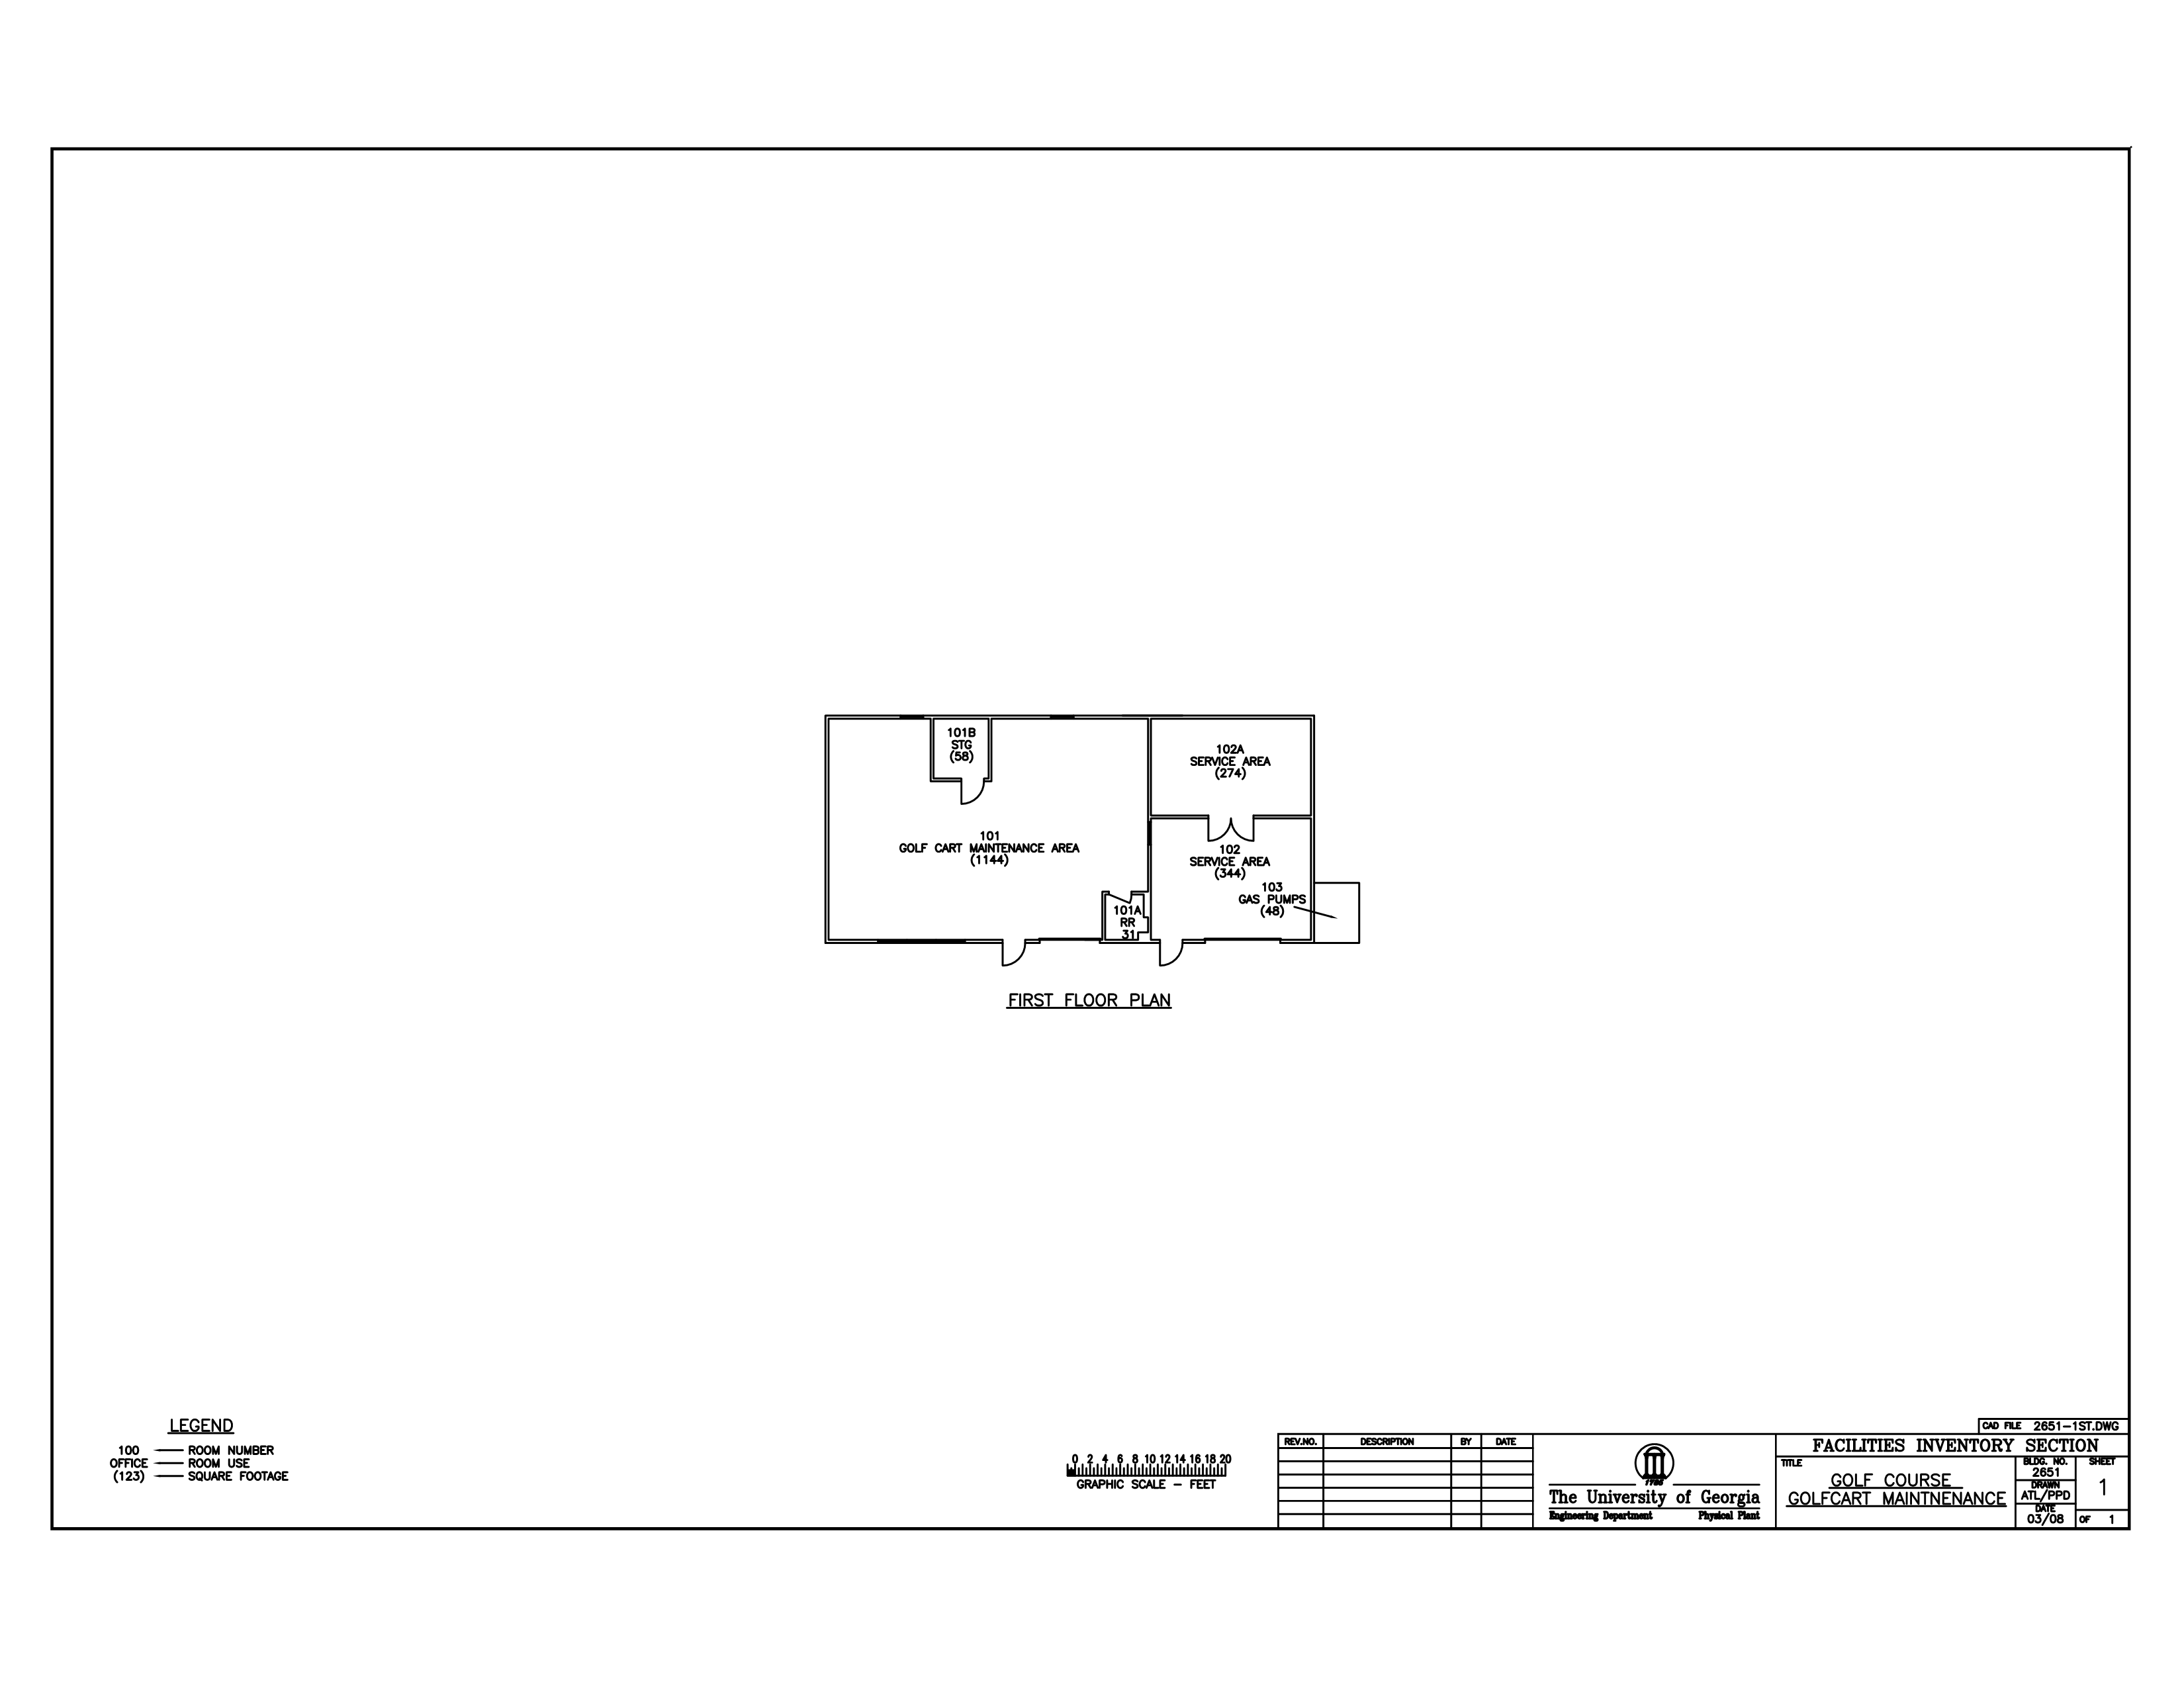 101B
STG
(58)
102A
SERVICE AREA
(274)
101
GOLF CART MAINTENANCE AREA
(1144)
102
SERVICE AREA
(344)
103
GAS PUMPS
(48)
101A
RR
31
FIRST FLOOR PLAN
LEGEND
100 ROOM NUMBER
OFFICE ROOM USE
(123) SQUARE FOOTAGE
0 2 4 6 8 10 12 14 16 18 20
GRAPHIC SCALE - FEET
REV.NO. DESCRIPTION BY DATE
1785
The University of Georgia
Engineering Department Physical Plant
CAD FILE 2651-1ST.DWG
FACILITIES INVENTORY SECTION
TITLE
GOLF COURSE
GOLFCART MAINTNENANCE
BLDG. NO.
2651
DRAWN
ATL/PPD
DATE
03/08
SHEET
1
OF 1